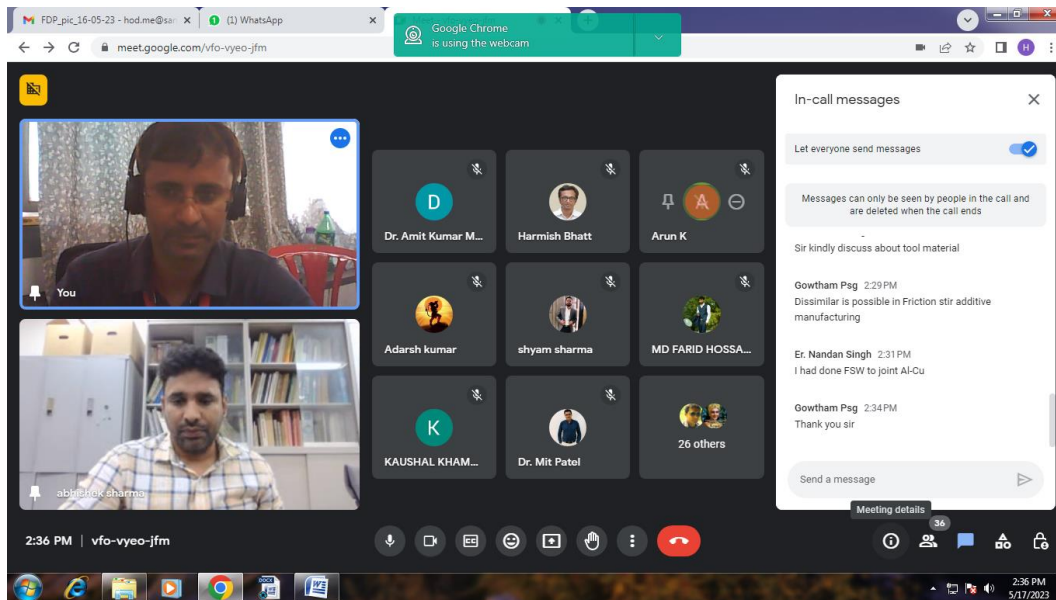 FDP_pic_16-05-23 - hod.me@sa
(1) WhatsApp
Google Chrome
is using the webcam
meet.google.com/vfo-vyeo-jfm
H
In-call messages
Let everyone send messages
Messages can only be seen by people in the call and
are deleted when the call ends
Sir kindly discuss about tool material
Gowtham Psg 2:29 PM
Dissimilar is possible in Friction stir additive
manufacturing
Er. Nandan Singh 2:31 PM
I had done FSW to joint Al-Cu
Gowtham Psg 2:34 PM
Thank you sir
Send a message
Meeting details
You
abhishek sharma
D
Dr. Amit Kumar M...
Harmish Bhatt
A
Arun K
Adarsh kumar
shyam sharma
MD FARID HOSSA...
K
KAUSHAL KHAM...
Dr. Mit Patel
26 others
2:36 PM | vfo-vyeo-jfm
CC
36
2:36 PM
5/17/2023